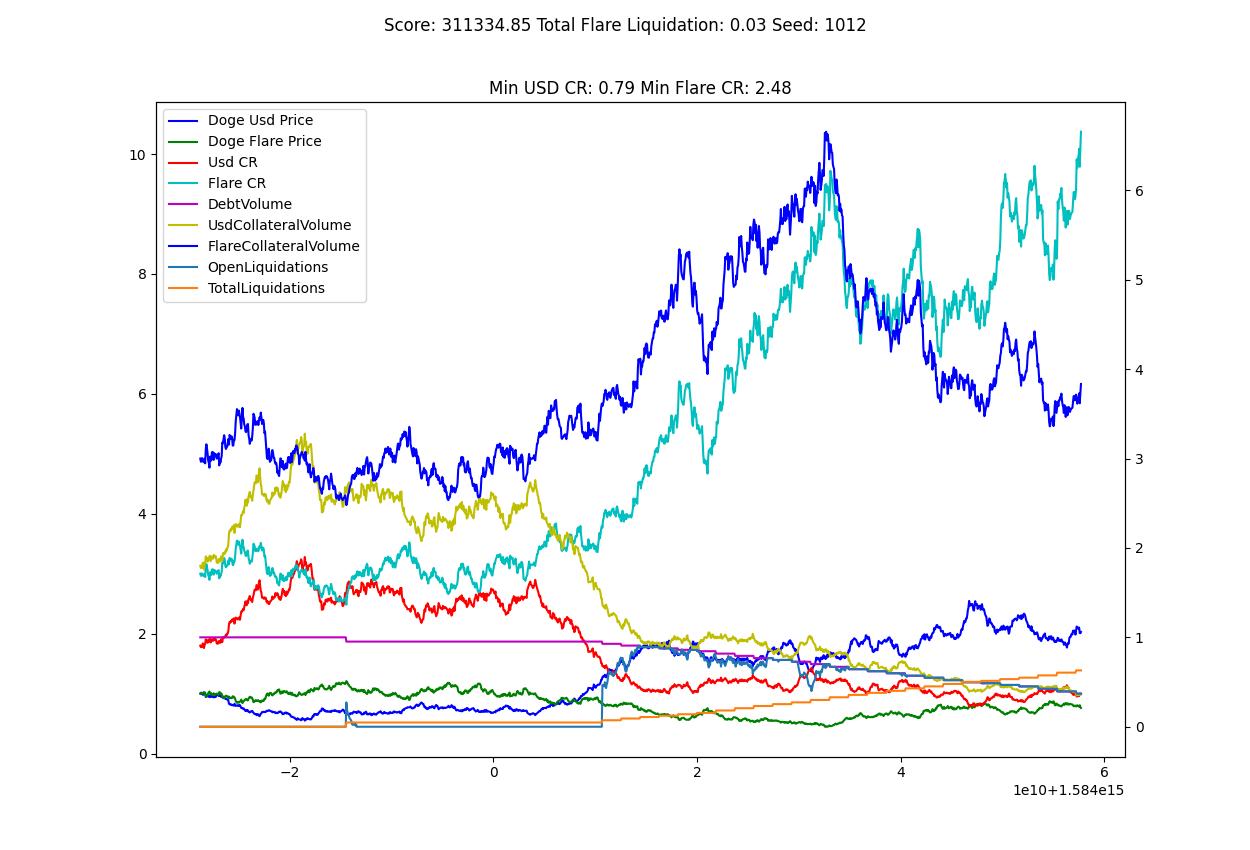 Score: 311334.85 Total Flare Liquidation: 0.03 Seed: 1012
Min USD CR: 0.79 Min Flare CR: 2.48
Doge Usd Price
Doge Flare Price
Usd CR
Flare CR
DebtVolume
UsdCollateralVolume
FlareCollateralVolume
OpenLiquidations
TotalLiquidations
10
8
6
4
2
0
6
5
4
3
2
1
0
−2
0
2
4
6
1e10+1.584e15